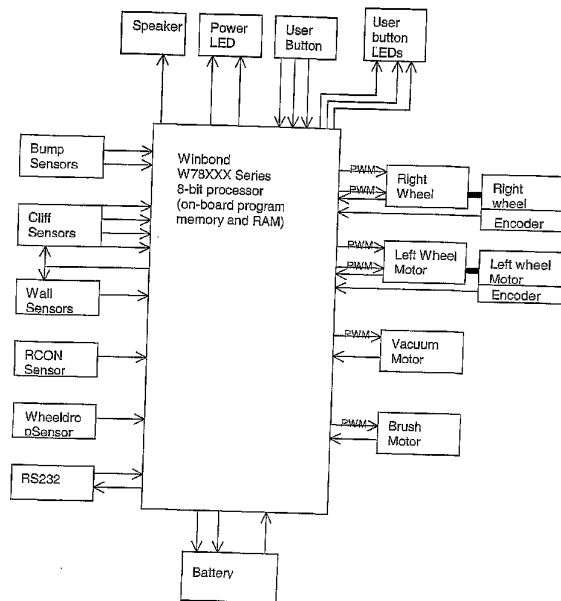 Speaker
Power
LED
User
Button
User
button
LEDs
Bump
Sensors
Winbond
W78XXX Series
8-bit processor
(on-board program
memory and RAM)
PWM
PWM
Right
Wheel
Right
wheel
Encoder
Cliff
Sensors
PWM
PWM
Left Wheel
Motor
Left wheel
Motor
Encoder
Wall
Sensors
RCON
Sensor
PWM
Vacuum
Motor
Wheeldro
pSensor
PWM
Brush
Motor
RS232
Battery